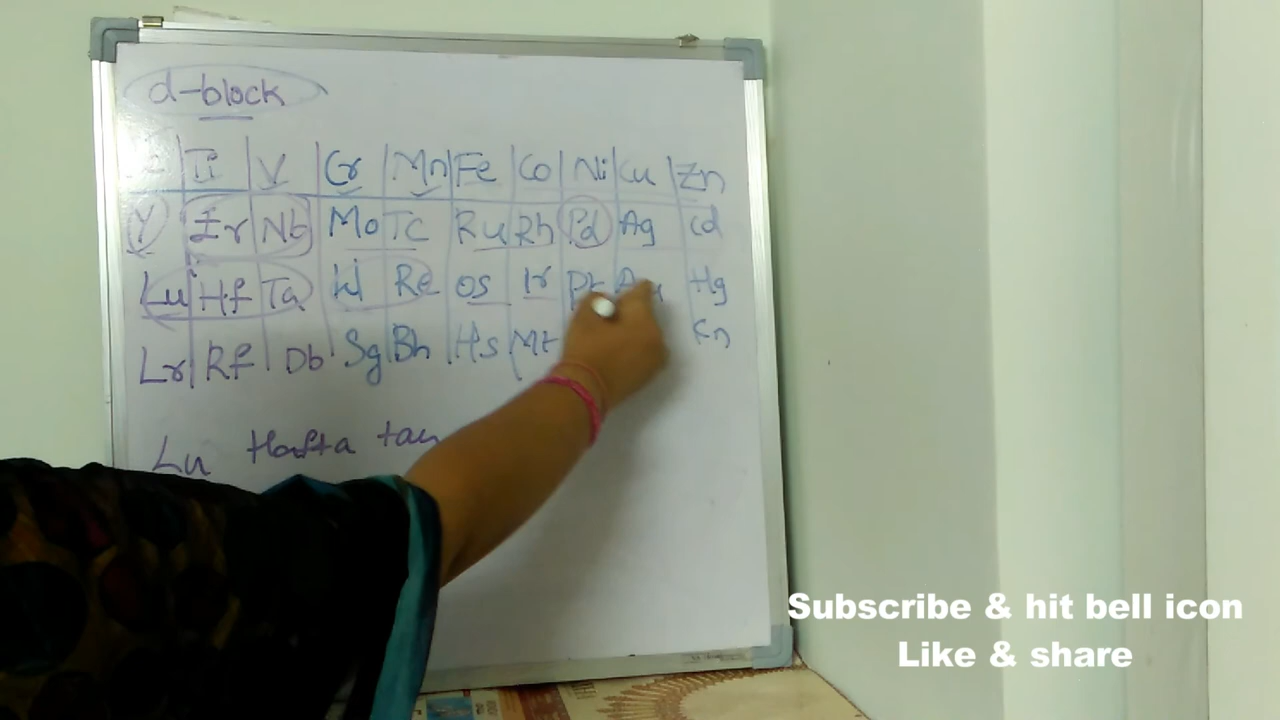 d-block
Ti V Cr Mn Fe Co Ni Cu Zn
Y Zr Nb Mo TC Ru Rh Pd Ag Cd
Lu Hf Ta W Re Os Ir Pt Au Hg
Lr Rf Db Sg Bh Hs Mt Cn
Lu Hafta
Subscribe & hit bell icon
Like & share